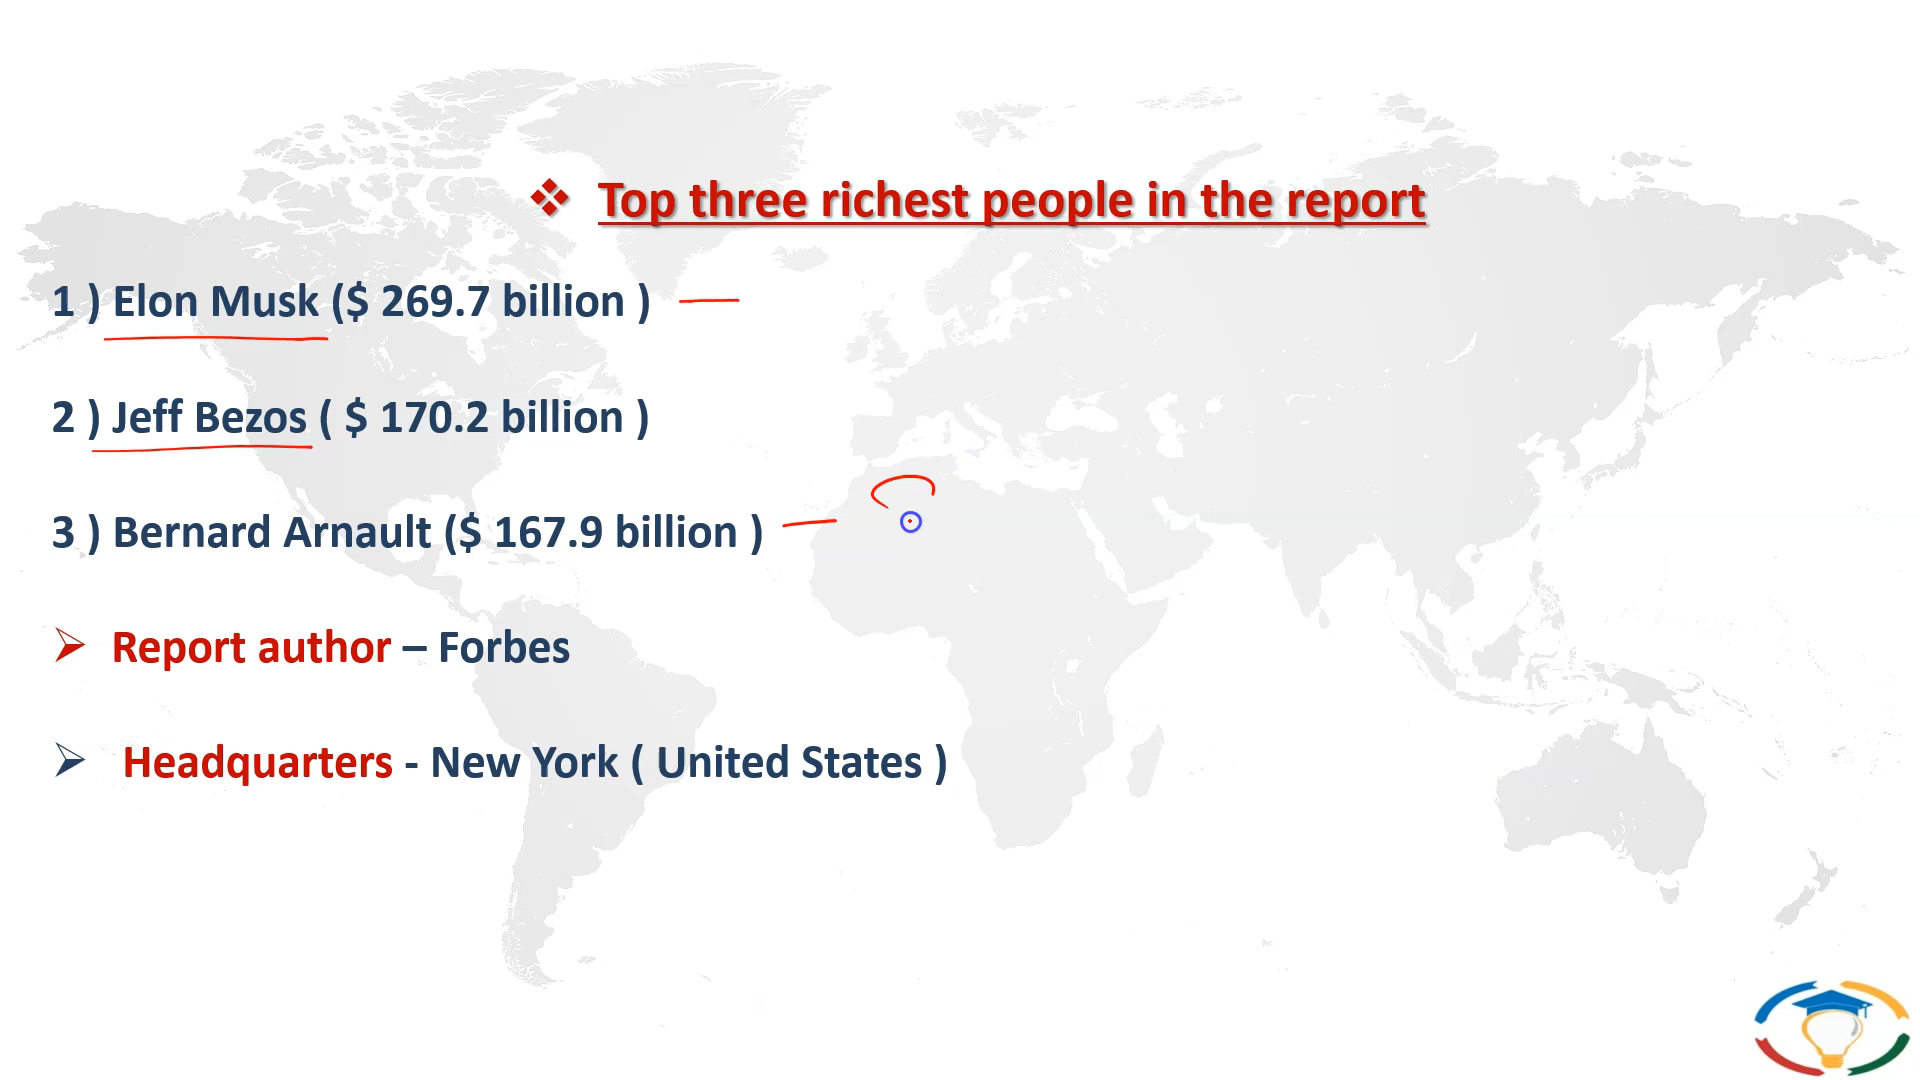 ❖ Top three richest people in the report
1 ) Elon Musk ($ 269.7 billion )
2 ) Jeff Bezos ( $ 170.2 billion )
3 ) Bernard Arnault ($ 167.9 billion )
➢ Report author – Forbes
➢ Headquarters - New York ( United States )